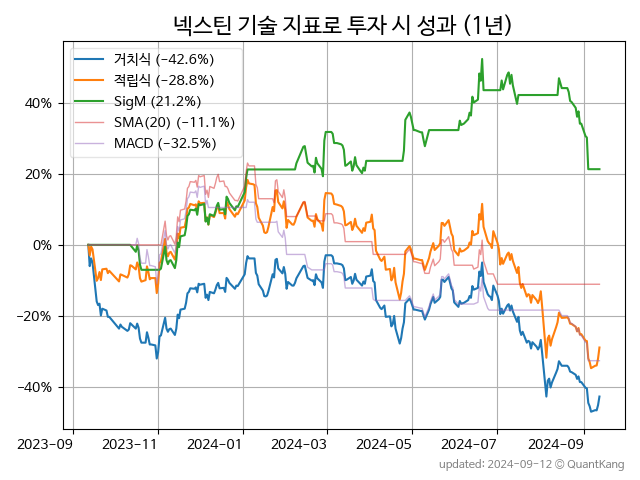 넥스틴 기술 지표로 투자 시 성과 (1년)
거치식 (−42.6%)
적립식 (−28.8%)
SigM (21.2%)
SMA(20) (−11.1%)
MACD (−32.5%)
40%
20%
0%
−20%
−40%
2023-09 2023-11 2024-01 2024-03 2024-05 2024-07 2024-09
updated: 2024-09-12 © QuantKang